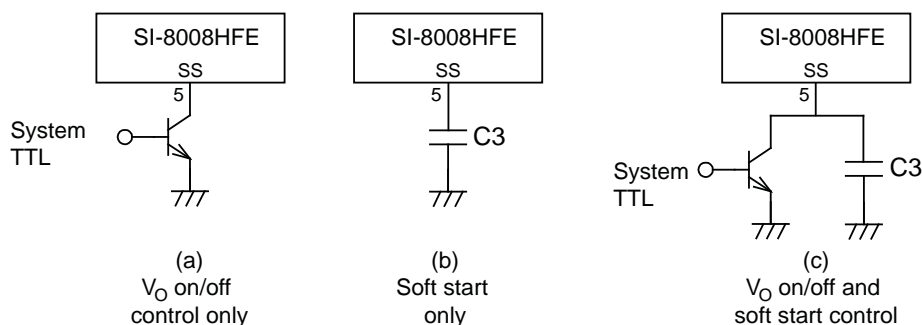 SI-8008HFE
SS
5
System
TTL
(a)
VO on/off
control only
SI-8008HFE
SS
5
C3
(b)
Soft start
only
SI-8008HFE
SS
5
System
TTL
C3
(c)
VO on/off and
soft start control